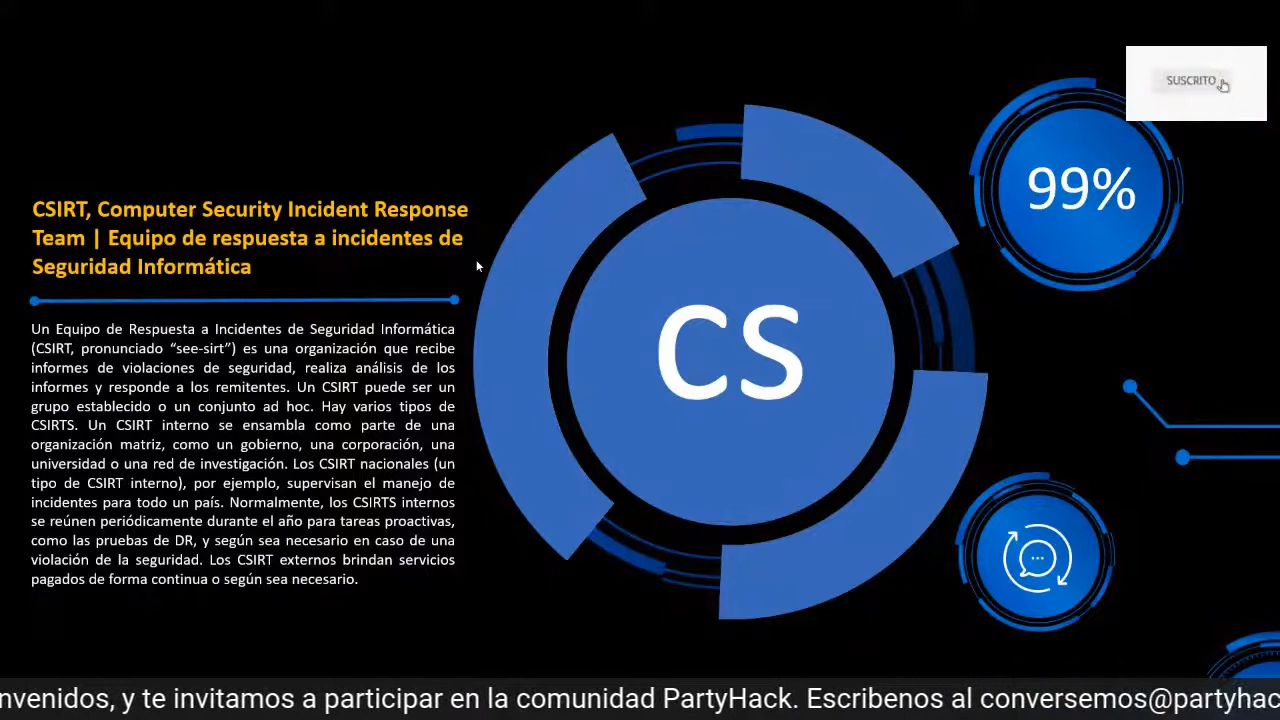 SUSCRITO
99%
CSIRT, Computer Security Incident Response
Team | Equipo de respuesta a incidentes de
Seguridad Informática
CS
Un Equipo de Respuesta a Incidentes de Seguridad Informática
(CSIRT, pronunciado “see-sirt”) es una organización que recibe
informes de violaciones de seguridad, realiza análisis de los
informes y responde a los remitentes. Un CSIRT puede ser un
grupo establecido o un conjunto ad hoc. Hay varios tipos de
CSIRTS. Un CSIRT interno se ensambla como parte de una
organización matriz, como un gobierno, una corporación, una
universidad o una red de investigación. Los CSIRT nacionales (un
tipo de CSIRT interno), por ejemplo, supervisan el manejo de
incidentes para todo un país. Normalmente, los CSIRTS internos
se reúnen periódicamente durante el año para tareas proactivas,
como las pruebas de DR, y según sea necesario en caso de una
violación de la seguridad. Los CSIRT externos brindan servicios
pagados de forma continua o según sea necesario.
nvenidos, y te invitamos a participar en la comunidad PartyHack. Escribenos al conversemos@partyhac